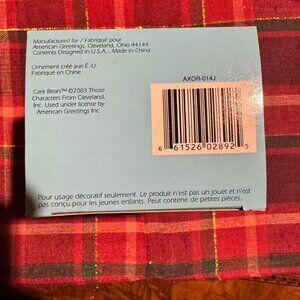 Manufactured for / Fabriqué pour
American Greetings, Cleveland, Ohio 44144
Contents Designed in U.S.A., Made in China
Ornement créé aux É.-U.
Fabriqué en Chine
AXOR-014J
Care Bears™ ©2003 Those
Characters From Cleveland,
Inc. Used under license by
American Greetings Inc.
6 61526 02892 5
Pour usage décoratif seulement. Le produit n'est pas un jouet et n'est
pas conçu pour les jeunes enfants. Peut contenir de petites pièces.